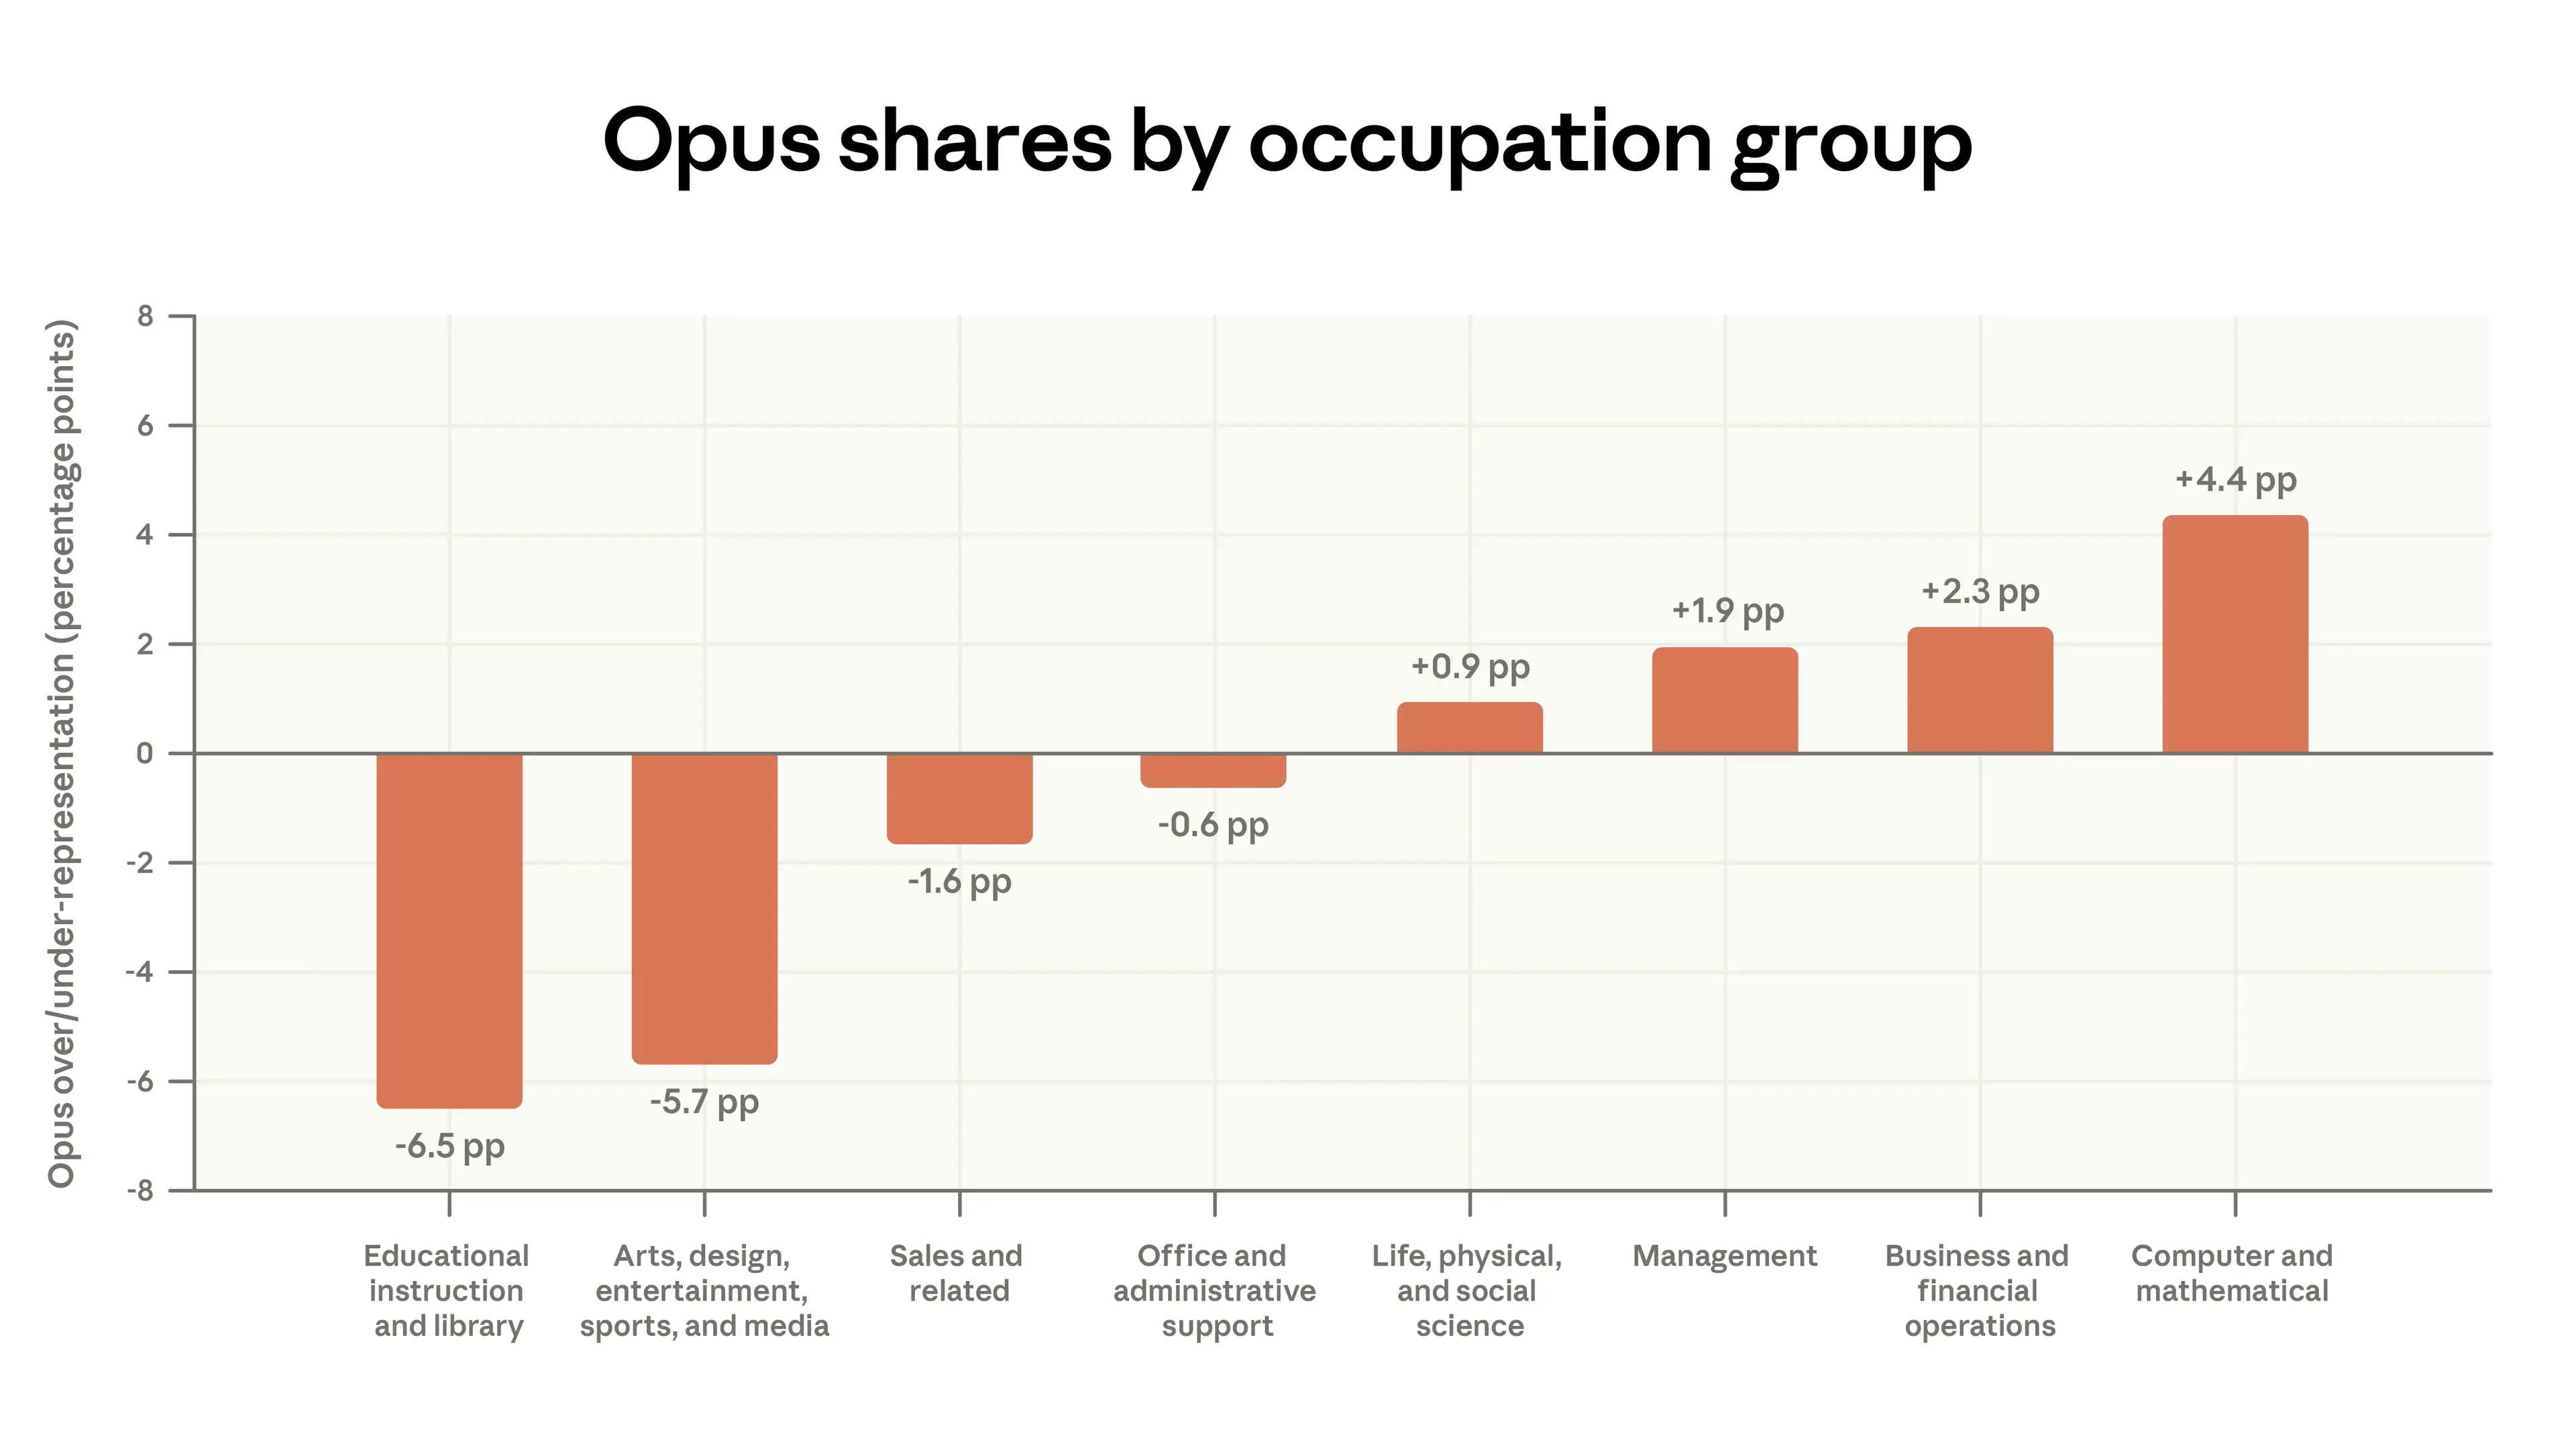 Opus shares by occupation group
Opus over/under-representation (percentage points)
8
6
4
2
0
-2
-4
-6
-8
-6.5 pp
-5.7 pp
-1.6 pp
-0.6 pp
+0.9 pp
+1.9 pp
+2.3 pp
+4.4 pp
Educational
instruction
and library
Arts, design,
entertainment,
sports, and media
Sales and
related
Office and
administrative
support
Life, physical,
and social
science
Management
Business and
financial
operations
Computer and
mathematical